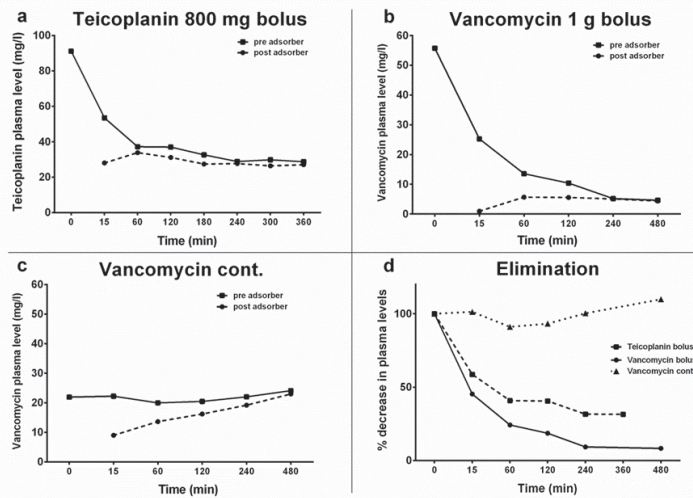 a
Teicoplanin 800 mg bolus
Teicoplanin plasma level (mg/l)
100
80
60
40
20
0
pre adsorber
post adsorber
0 15 60 120 180 240 300 360
Time (min)
b
Vancomycin 1 g bolus
Vancomycin plasma level (mg/l)
60
50
40
30
20
10
0
pre adsorber
post adsorber
0 15 60 120 240 480
Time (min)
c
Vancomycin cont.
Vancomycin plasma level (mg/l)
60
50
40
30
20
10
0
pre adsorber
post adsorber
0 15 60 120 240 480
Time (min)
d
Elimination
% decrease in plasma levels
100
50
0
Teicoplanin bolus
Vancomycin bolus
Vancomycin cont
0 15 60 120 240 360 480
Time (min)